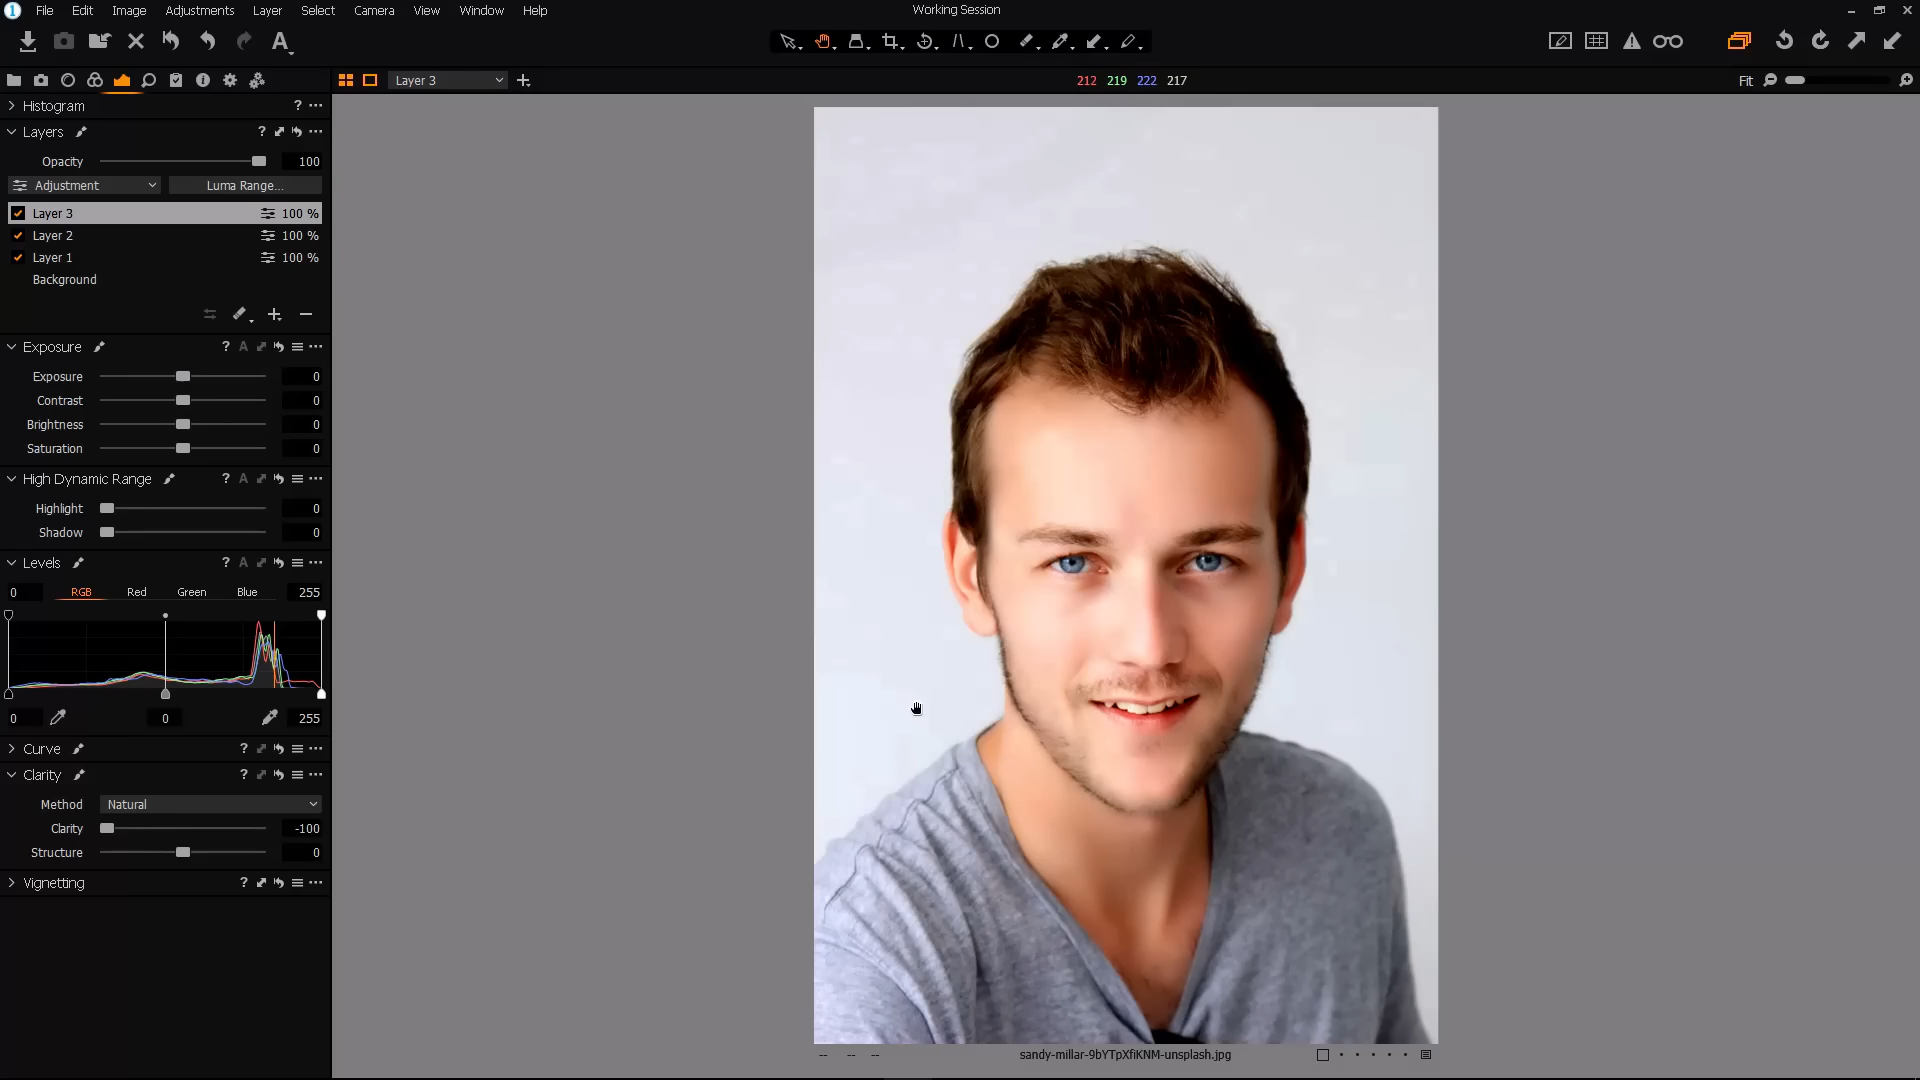 File Edit Image Adjustments Layer Select Camera View Window Help
Working Session
Layer 3
212 219 222 217
Fit
Histogram ? ...
Layers ? ...
Opacity 100
Adjustment Luma Range...
Layer 3 100 %
Layer 2 100 %
Layer 1 100 %
Background
Exposure ? A ...
Exposure 0
Contrast 0
Brightness 0
Saturation 0
High Dynamic Range ? A ...
Highlight 0
Shadow 0
Levels ? A ...
0 RGB Red Green Blue 255
0 0 255
Curve ? ...
Clarity ? ...
Method Natural
Clarity -100
Structure 0
Vignetting ? ...
-- -- -- sandy-millar-9bYTpXfiKNM-unsplash.jpg